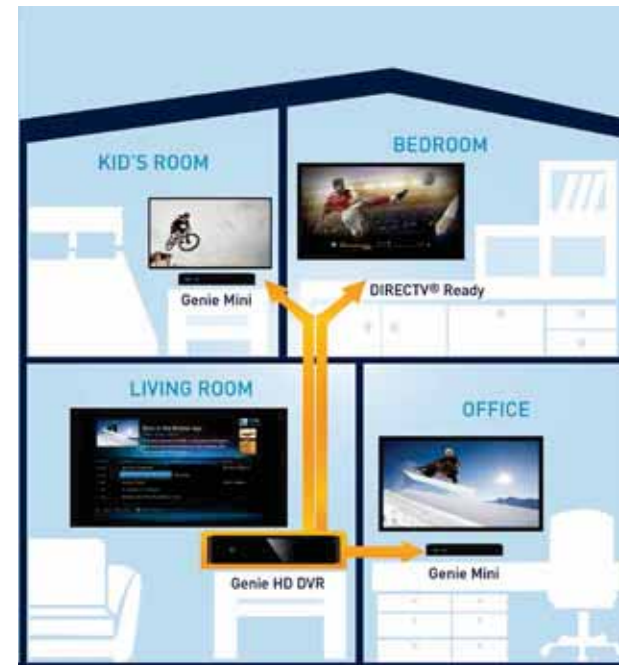 KID'S ROOM
BEDROOM
Genie Mini
DIRECTV® Ready
LIVING ROOM
OFFICE
Genie HD DVR
Genie Mini